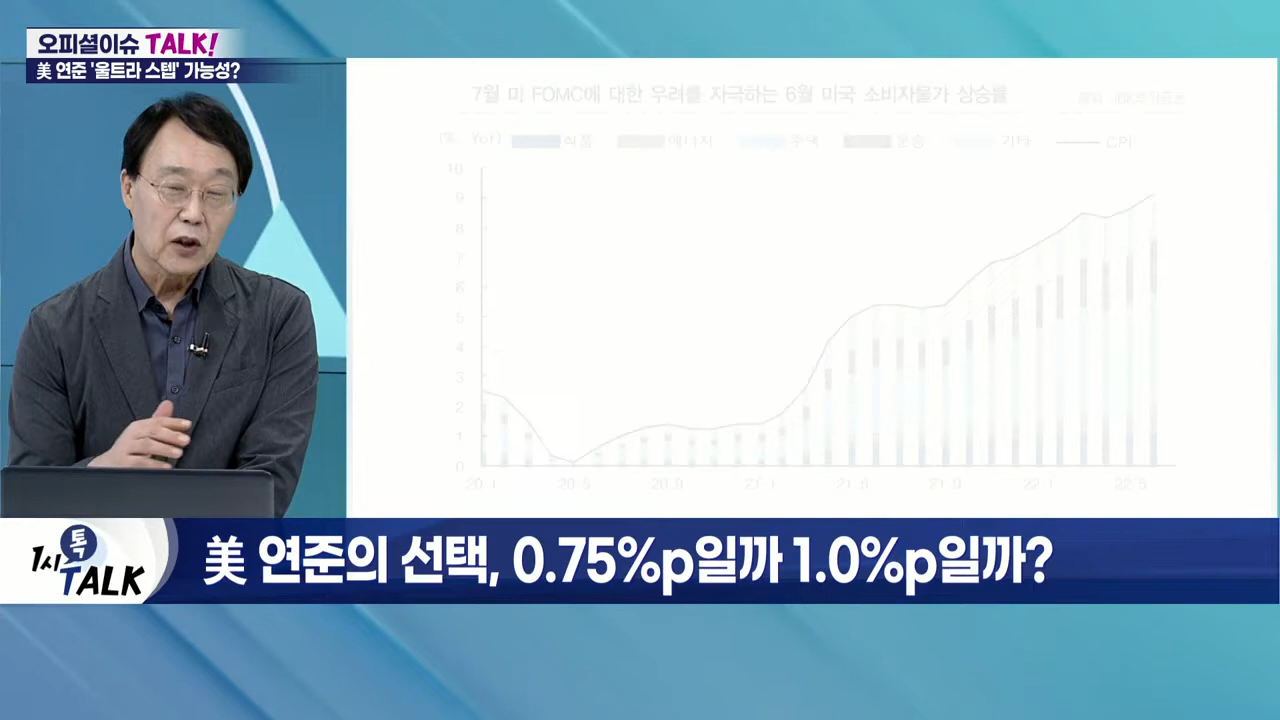 오피셜이슈 TALK!
美 연준 '울트라 스텝' 가능성?
7월 미 FOMC에 대한 우려를 자극하는 6월 미국 소비자물가 상승률
(%, YoY) 식품 에너지 주택 운송 기타 CPI
10
9
8
7
6
5
4
3
2
1
0
20.1 20.5 20.9 21.1 21.5 21.9 22.1 22.5
1시 톡 TALK
美 연준의 선택, 0.75%p일까 1.0%p일까?